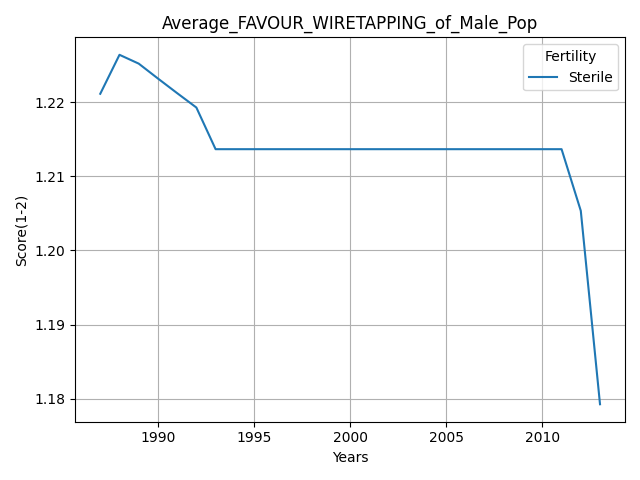 Average_FAVOUR_WIRETAPPING_of_Male_Pop
Fertility
Sterile
1.22
1.21
1.20
1.19
1.18
Score(1-2)
1990 1995 2000 2005 2010
Years